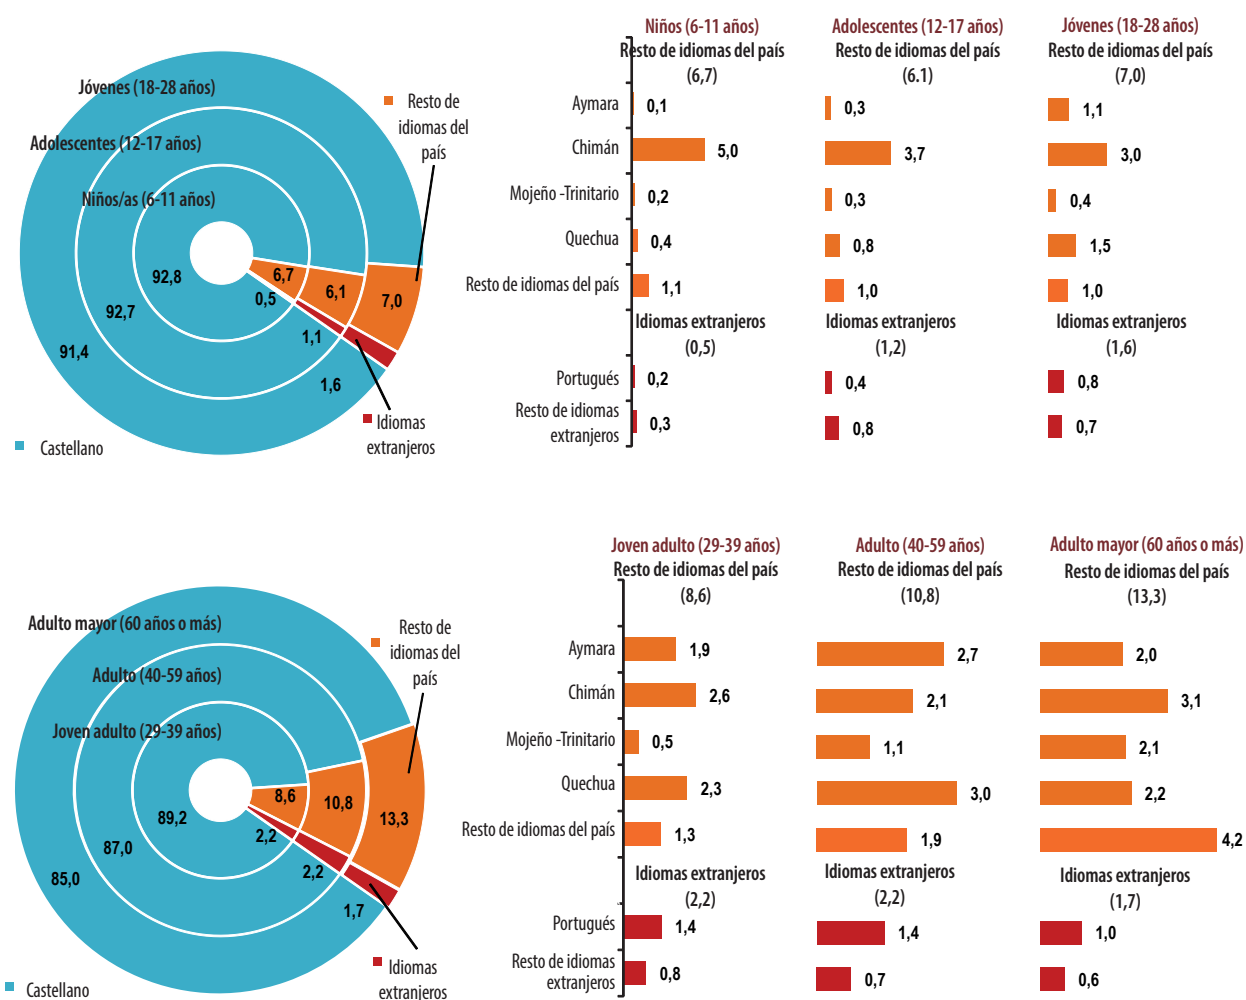 Jóvenes (18-28 años)
Adolescentes (12-17 años)
Niños/as (6-11 años)
92,8
92,7
91,4
6,7
6,1
7,0
0,5
1,1
1,6
Resto de
idiomas del
país
Idiomas
extranjeros
Castellano
Niños (6-11 años)
Resto de idiomas del país
(6,7)
Adolescentes (12-17 años)
Resto de idiomas del país
(6.1)
Jóvenes (18-28 años)
Resto de idiomas del país
(7,0)
Aymara 0,1 0,3 1,1
Chimán 5,0 3,7 3,0
Mojeño -Trinitario 0,2 0,3 0,4
Quechua 0,4 0,8 1,5
Resto de idiomas del país 1,1 1,0 1,0
Idiomas extranjeros
(0,5)
Idiomas extranjeros
(1,2)
Idiomas extranjeros
(1,6)
Portugués 0,2 0,4 0,8
Resto de idiomas
extranjeros 0,3 0,8 0,7
Adulto mayor (60 años o más)
Adulto (40-59 años)
Joven adulto (29-39 años)
89,2
87,0
85,0
8,6
10,8
13,3
2,2
2,2
1,7
Resto de
idiomas del
país
Idiomas
extranjeros
Castellano
Joven adulto (29-39 años)
Resto de idiomas del país
(8,6)
Adulto (40-59 años)
Resto de idiomas del país
(10,8)
Adulto mayor (60 años o más)
Resto de idiomas del país
(13,3)
Aymara 1,9 2,7 2,0
Chimán 2,6 2,1 3,1
Mojeño -Trinitario 0,5 1,1 2,1
Quechua 2,3 3,0 2,2
Resto de idiomas del país 1,3 1,9 4,2
Idiomas extranjeros
(2,2)
Idiomas extranjeros
(2,2)
Idiomas extranjeros
(1,7)
Portugués 1,4 1,4 1,0
Resto de idiomas
extranjeros 0,8 0,7 0,6